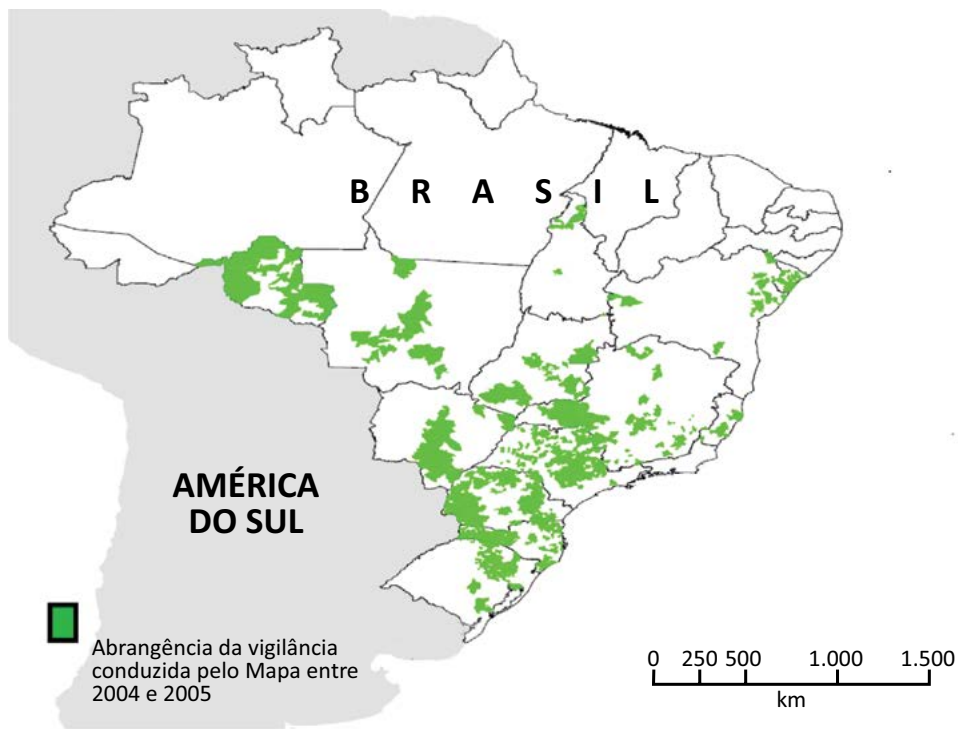 B R A S I L
AMÉRICA
DO SUL
Abrangência da vigilância
conduzida pelo Mapa entre
2004 e 2005
0 250 500 1.000 1.500
km